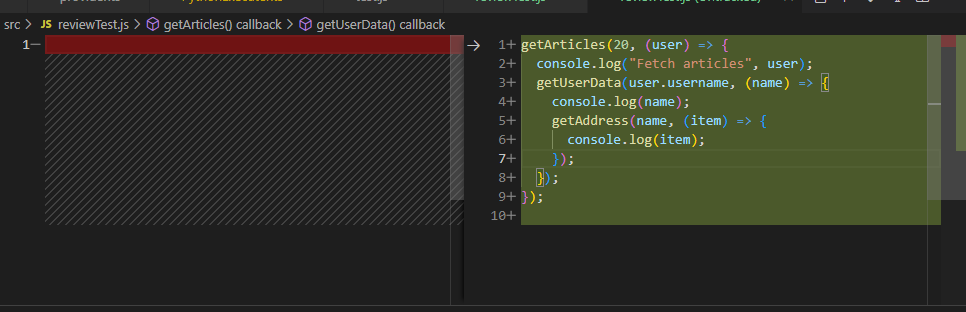 src > JS reviewTest.js > getArticles() callback > getUserData() callback
1−
1+ getArticles(20, (user) => {
2+ console.log("Fetch articles", user);
3+ getUserData(user.username, (name) => {
4+ console.log(name);
5+ getAddress(name, (item) => {
6+ console.log(item);
7+ });
8+ });
9+ });
10+